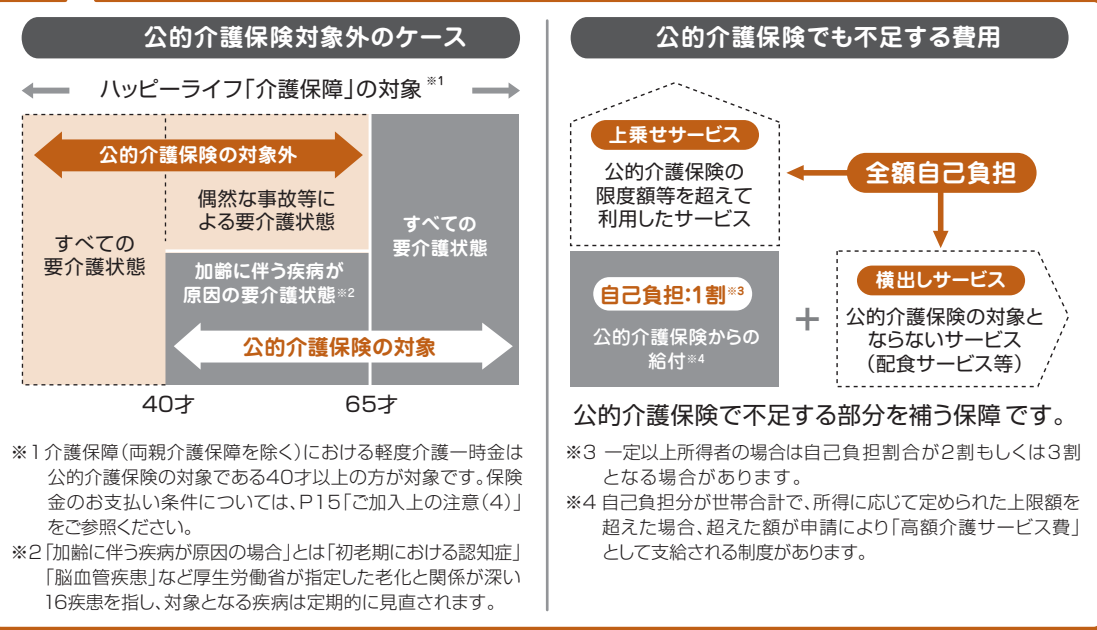 公的介護保険対象外のケース
ハッピーライフ「介護保障」の対象※1
公的介護保険の対象外
すべての
要介護状態
偶然な事故等に
よる要介護状態
加齢に伴う疾病が
原因の要介護状態※2
すべての
要介護状態
公的介護保険の対象
40才
65才
※1 介護保障(両親介護保障を除く)における軽度介護一時金は
公的介護保険の対象である40才以上の方が対象です。保険
金のお支払い条件については、P15「ご加入上の注意(4)」
をご参照ください。
※2「加齢に伴う疾病が原因の場合」とは「初老期における認知症」
「脳血管疾患」など厚生労働省が指定した老化と関係が深い
16疾患を指し、対象となる疾病は定期的に見直されます。
公的介護保険でも不足する費用
上乗せサービス
公的介護保険の
限度額等を超えて
利用したサービス
全額自己負担
自己負担:1割※3
公的介護保険からの
給付※4
+
横出しサービス
公的介護保険の対象と
ならないサービス
(配食サービス等)
公的介護保険で不足する部分を補う保障です。
※3 一定以上所得者の場合は自己負担割合が2割もしくは3割
となる場合があります。
※4 自己負担分が世帯合計で、所得に応じて定められた上限額を
超えた場合、超えた額が申請により「高額介護サービス費」
として支給される制度があります。